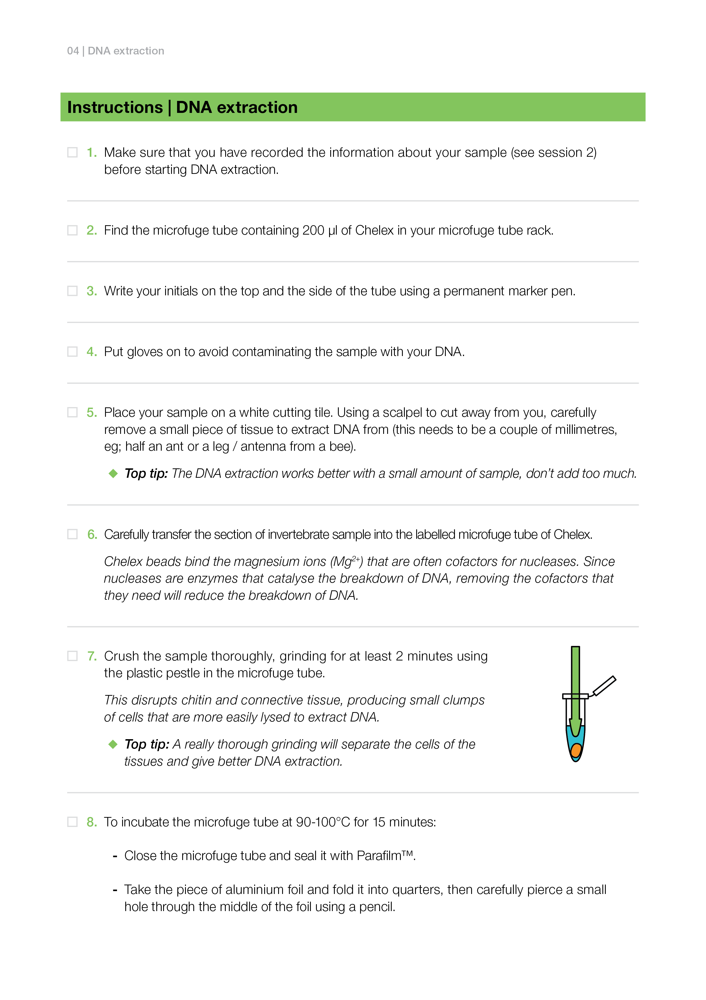 04 | DNA extraction
Instructions | DNA extraction
1. Make sure that you have recorded the information about your sample (see session 2)
before starting DNA extraction.
2. Find the microfuge tube containing 200 µl of Chelex in your microfuge tube rack.
3. Write your initials on the top and the side of the tube using a permanent marker pen.
4. Put gloves on to avoid contaminating the sample with your DNA.
5. Place your sample on a white cutting tile. Using a scalpel to cut away from you, carefully
remove a small piece of tissue to extract DNA from (this needs to be a couple of millimetres,
eg; half an ant or a leg / antenna from a bee).
◆ Top tip: The DNA extraction works better with a small amount of sample, don’t add too much.
6. Carefully transfer the section of invertebrate sample into the labelled microfuge tube of Chelex.
Chelex beads bind the magnesium ions (Mg²⁺) that are often cofactors for nucleases. Since
nucleases are enzymes that catalyse the breakdown of DNA, removing the cofactors that
they need will reduce the breakdown of DNA.
7. Crush the sample thoroughly, grinding for at least 2 minutes using
the plastic pestle in the microfuge tube.
This disrupts chitin and connective tissue, producing small clumps
of cells that are more easily lysed to extract DNA.
◆ Top tip: A really thorough grinding will separate the cells of the
tissues and give better DNA extraction.
8. To incubate the microfuge tube at 90-100°C for 15 minutes:
- Close the microfuge tube and seal it with Parafilm™.
- Take the piece of aluminium foil and fold it into quarters, then carefully pierce a small
hole through the middle of the foil using a pencil.